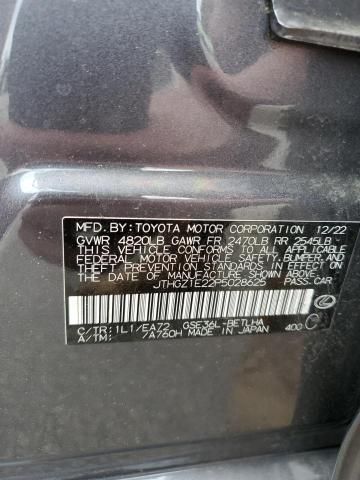 MFD. BY: TOYOTA MOTOR CORPORATION 12/22
GVWR 4820LB GAWR FR 2470LB RR 2545LB
THIS VEHICLE CONFORMS TO ALL APPLICABLE
FEDERAL MOTOR VEHICLE SAFETY, BUMPER, AND
THEFT PREVENTION STANDARDS IN EFFECT ON
THE DATE OF MANUFACTURE SHOWN ABOVE.
JTHGZ1E22P5028625 PASS.CAR
C/TR: 1L1/EA72 GSE36L-BETLHA
A/TM: /A760H MADE IN JAPAN 400 C